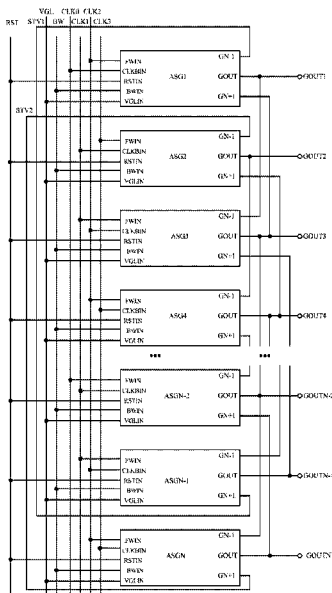 VGL CLK0 CLK2
RST STV1 BW CLK1 CLK3
GN-1
FWIN
CLKBIN GOUT GOUT1
RSTIN ASG1
BWIN GN+1
VGLIN
STV2
GN-1
FWIN
CLKBIN ASG2 GOUT GOUT2
RSTIN
BWIN GN+1
VGLIN
GN-1
FWIN
CLKBIN ASG3 GOUT GOUT3
RSTIN
BWIN GN+1
VGLIN
GN-1
FWIN
CLKBIN ASG4 GOUT GOUT4
RSTIN
BWIN GN+1
VGLIN
... ...
GN-1
FWIN
CLKBIN ASGN-2 GOUT
RSTIN
BWIN GN+1
VGLIN
GN-1
FWIN
CLKBIN ASGN-1 GOUT
RSTIN
BWIN GN+1
VGLIN
GN-1
FWIN
CLKBIN ASGN GOUT
RSTIN
BWIN GN+1
VGLIN